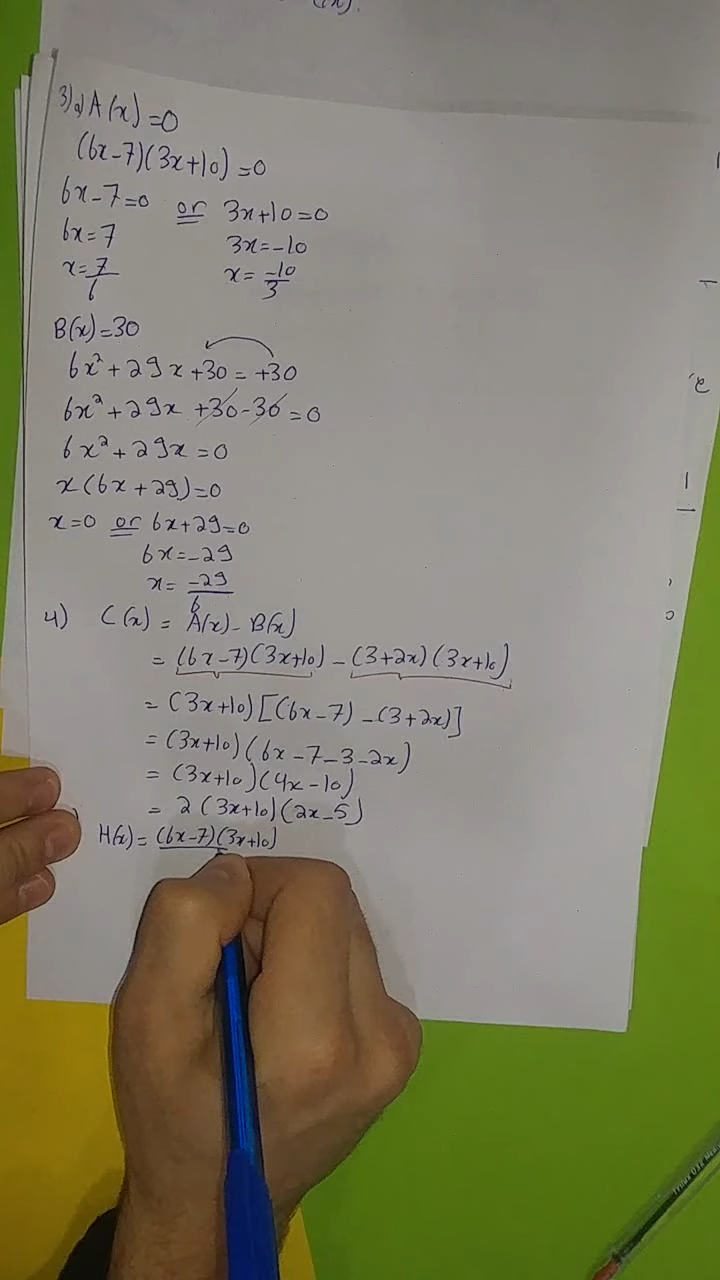 3) a) A(x)=0
(6x-7)(3x+10)=0
6x-7=0 or 3x+10=0
6x=7 3x=-10
x=7/6 x=-10/3
B(x)=30
6x²+29x+30=+30
6x²+29x+30-30=0
6x²+29x=0
x(6x+29)=0
x=0 or 6x+29=0
6x=-29
x=-29/6
4) C(x)= A(x)-B(x)
= (6x-7)(3x+10)-(3+2x)(3x+10)
= (3x+10)[(6x-7)-(3+2x)]
= (3x+10)(6x-7-3-2x)
= (3x+10)(4x-10)
= 2(3x+10)(2x-5)
H(x)= (6x-7)(3x+10)